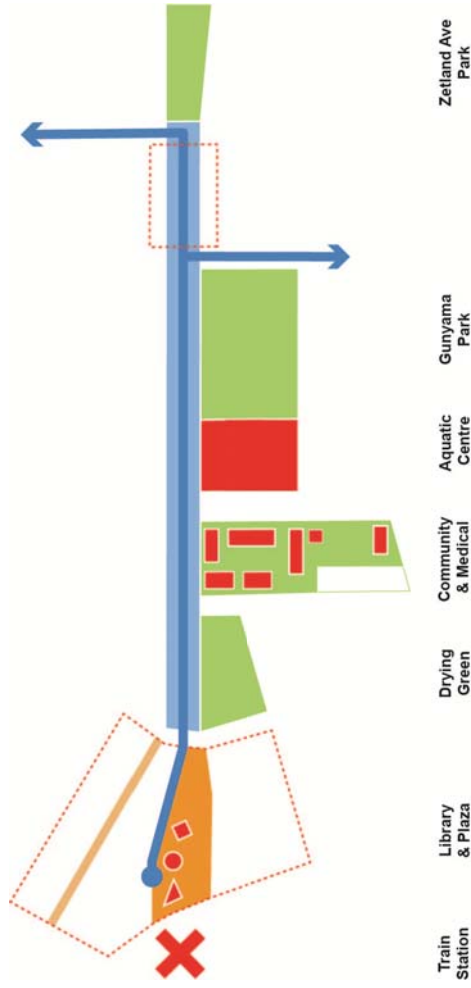 Zetland Ave
Park
Gunyama
Park
Aquatic
Centre
Community
& Medical
Drying
Green
Library
& Plaza
Train
Station